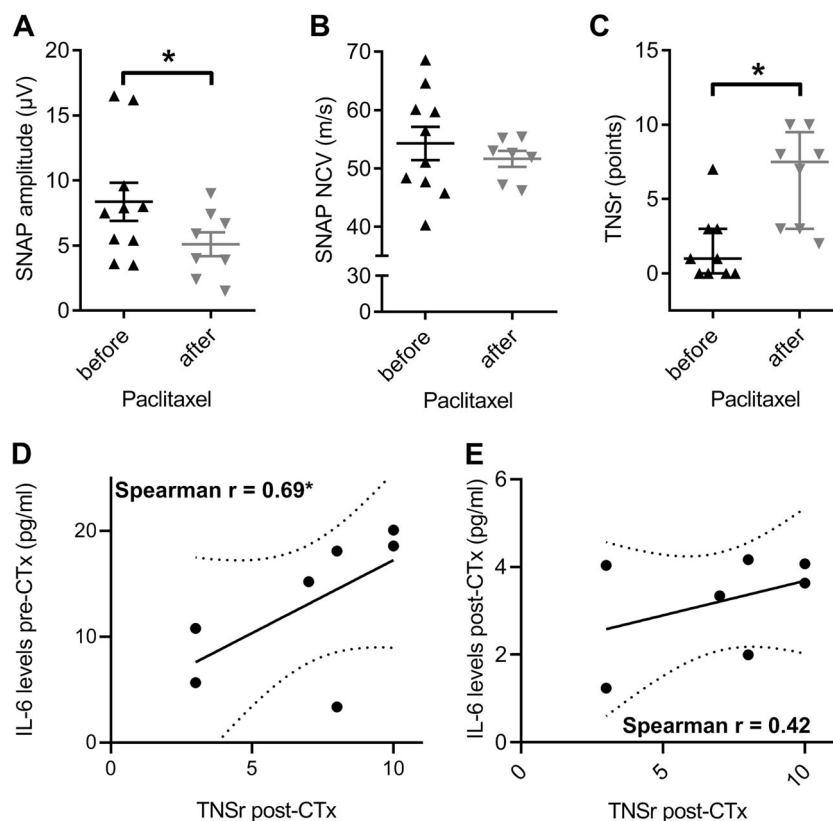 A
SNAP amplitude (µV)
20
15
10
5
0
*
before
after
Paclitaxel
B
SNAP NCV (m/s)
80
70
60
50
40
30
0
before
after
Paclitaxel
C
TNSr (points)
15
10
5
0
*
before
after
Paclitaxel
D
Spearman r = 0.69*
IL-6 levels pre-CTx (pg/ml)
20
10
0
0
5
10
TNSr post-CTx
E
IL-6 levels post-CTx (pg/ml)
6
4
2
0
Spearman r = 0.42
0
5
10
TNSr post-CTx